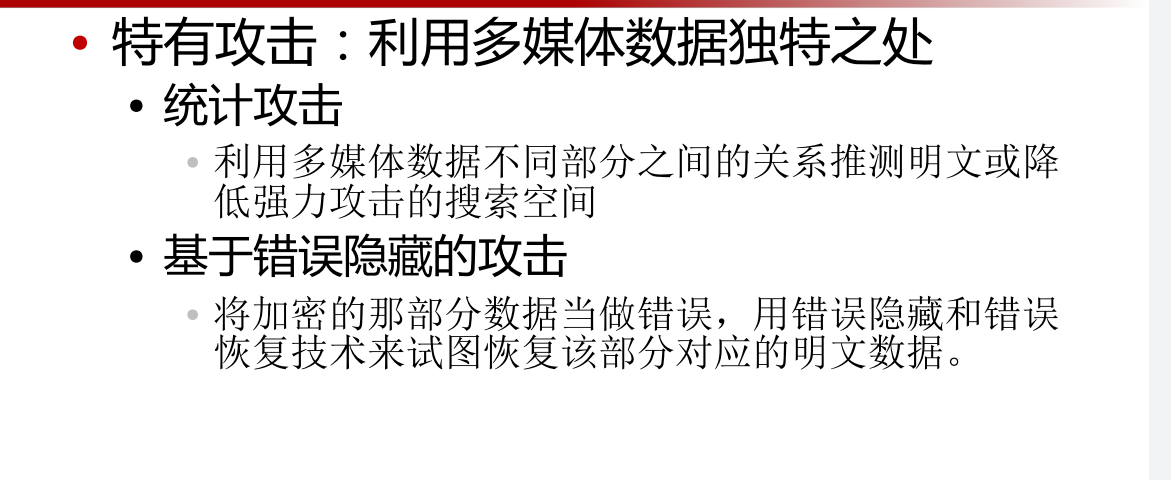 • 特有攻击：利用多媒体数据独特之处
• 统计攻击
• 利用多媒体数据不同部分之间的关系推测明文或降
低强力攻击的搜索空间
• 基于错误隐藏的攻击
• 将加密的那部分数据当做错误，用错误隐藏和错误
恢复技术来试图恢复该部分对应的明文数据。